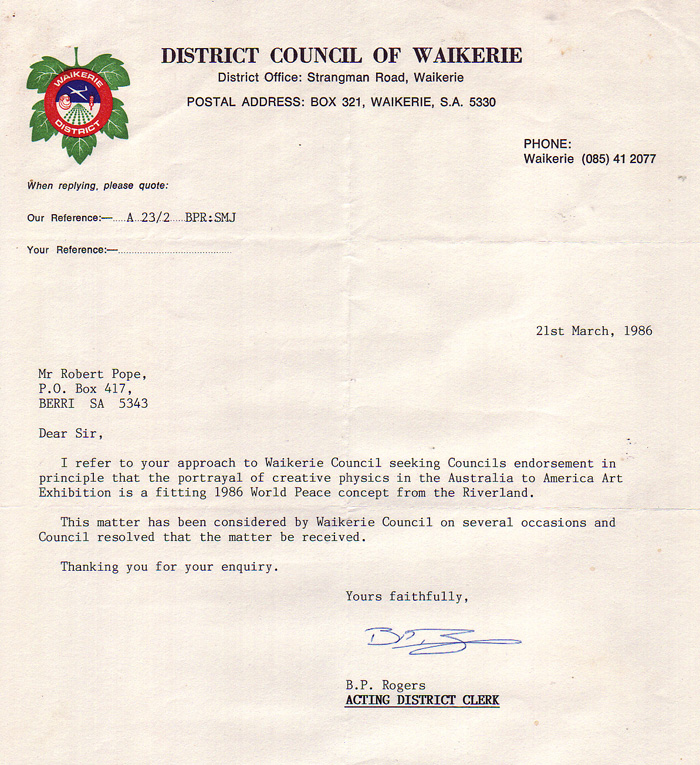 DISTRICT COUNCIL OF WAIKERIE
District Office: Strangman Road, Waikerie
POSTAL ADDRESS: BOX 321, WAIKERIE, S.A. 5330
WAIKERIE
DISTRICT
PHONE:
Waikerie (085) 41 2077
When replying, please quote:
Our Reference:— A 23/2 BPR:SMJ
Your Reference:—
21st March, 1986
Mr Robert Pope,
P.O. Box 417,
BERRI SA 5343
Dear Sir,
I refer to your approach to Waikerie Council seeking Councils endorsement in
principle that the portrayal of creative physics in the Australia to America Art
Exhibition is a fitting 1986 World Peace concept from the Riverland.
This matter has been considered by Waikerie Council on several occasions and
Council resolved that the matter be received.
Thanking you for your enquiry.
Yours faithfully,
B.P. Rogers
ACTING DISTRICT CLERK